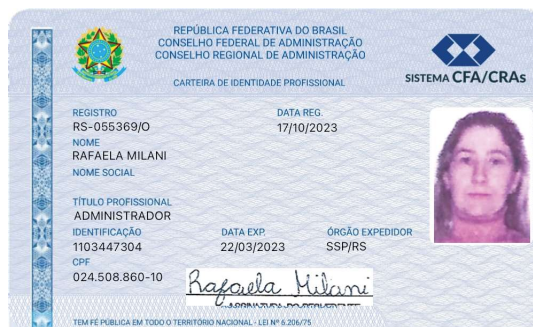 REPÚBLICA FEDERATIVA DO BRASIL
CONSELHO FEDERAL DE ADMINISTRAÇÃO
CONSELHO REGIONAL DE ADMINISTRAÇÃO
CARTEIRA DE IDENTIDADE PROFISSIONAL
SISTEMA CFA/CRAs
REGISTRO DATA REG.
RS-055369/O 17/10/2023
NOME
RAFAELA MILANI
NOME SOCIAL
TÍTULO PROFISSIONAL
ADMINISTRADOR
IDENTIFICAÇÃO DATA EXP. ÓRGÃO EXPEDIDOR
1103447304 22/03/2023 SSP/RS
CPF
024.508.860-10
Rafaela Milani
TEM FÉ PÚBLICA EM TODO O TERRITÓRIO NACIONAL - LEI Nº 6.206/75